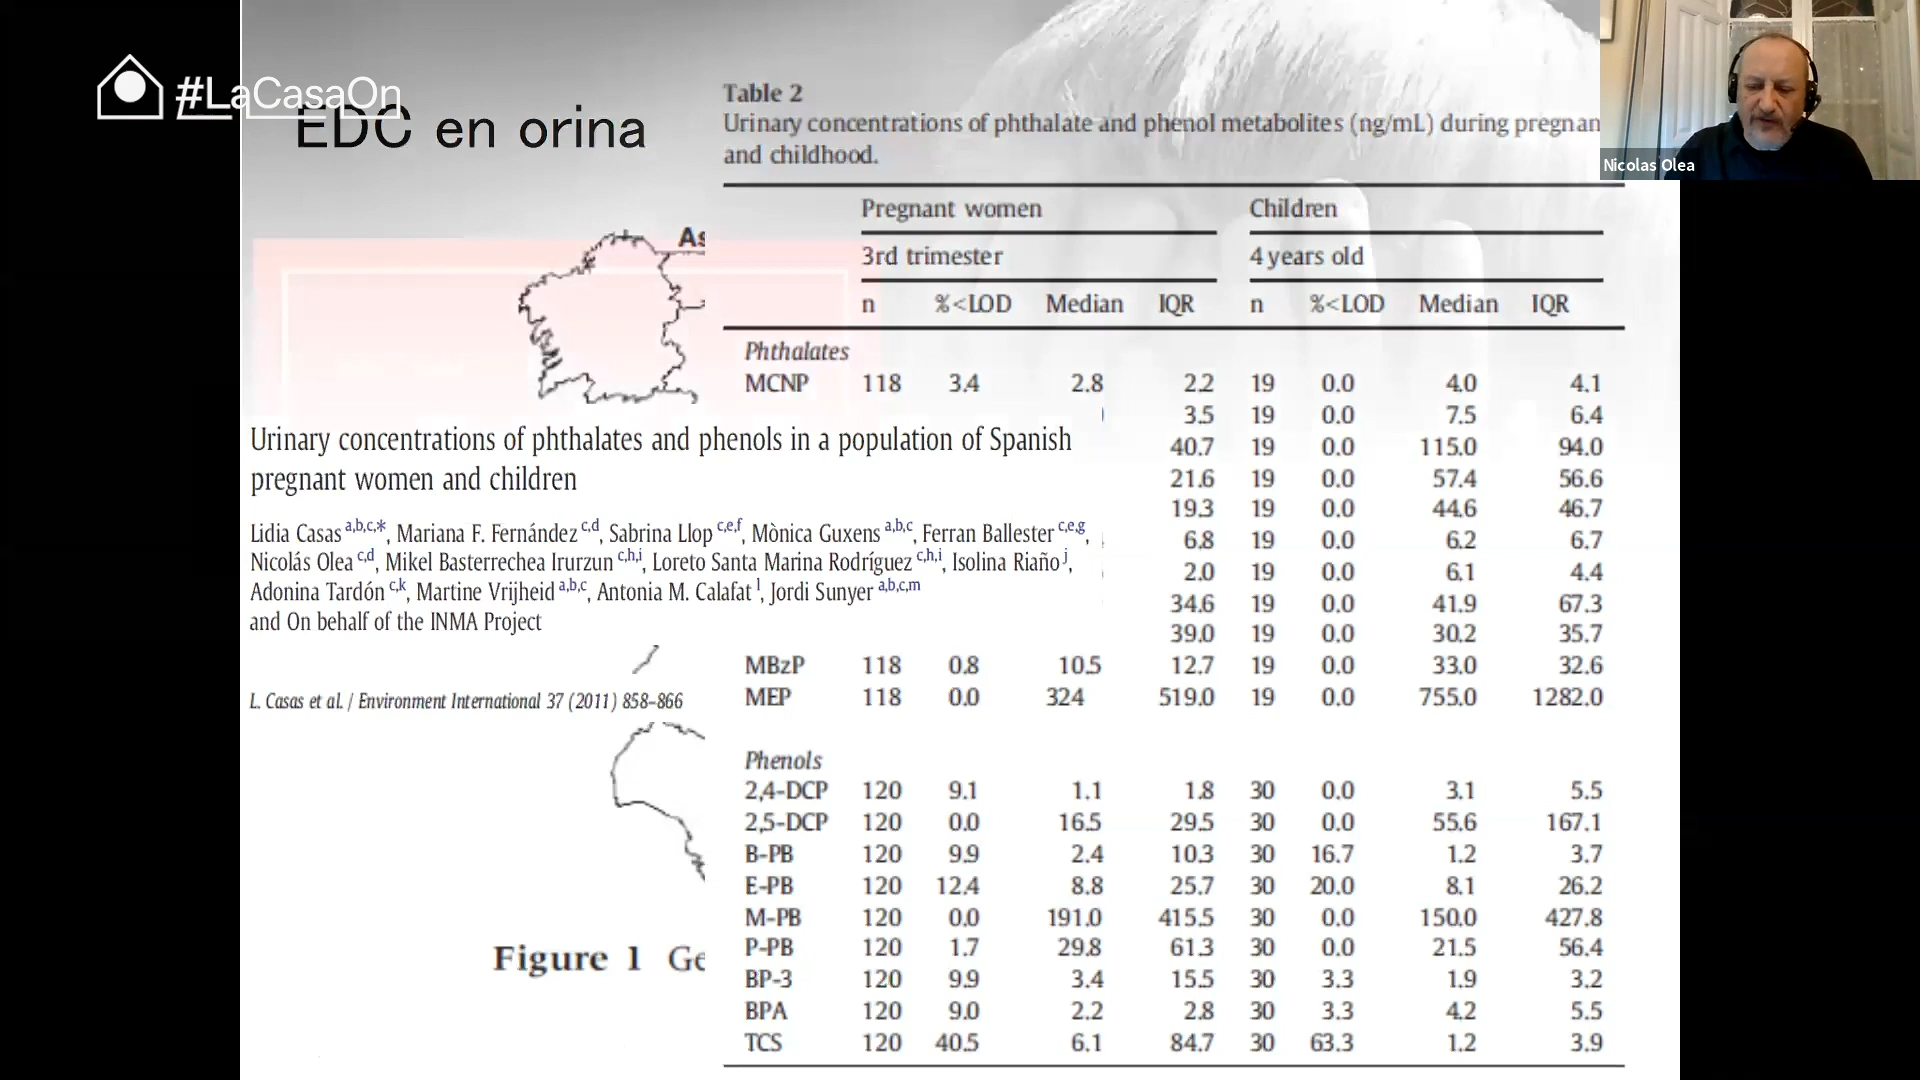 #LaCasaOn
EDC en orina
Nicolas Olea
As
Urinary concentrations of phthalates and phenols in a population of Spanish
pregnant women and children
Lidia Casas a,b,c,*, Mariana F. Fernández c,d, Sabrina Llop c,e,f, Mònica Guxens a,b,c, Ferran Ballester c,e,g,
Nicolás Olea c,d, Mikel Basterrechea Irurzun c,h,i, Loreto Santa Marina Rodríguez c,h,i, Isolina Riaño j,
Adonina Tardón c,k, Martine Vrijheid a,b,c, Antonia M. Calafat l, Jordi Sunyer a,b,c,m
and On behalf of the INMA Project
L. Casas et al. / Environment International 37 (2011) 858–866
Figure 1 Ge
Table 2
Urinary concentrations of phthalate and phenol metabolites (ng/mL) during pregnan
and childhood.
Pregnant women Children
3rd trimester 4 years old
n %<LOD Median IQR n %<LOD Median IQR
Phthalates
MCNP 118 3.4 2.8 2.2 19 0.0 4.0 4.1
3.5 19 0.0 7.5 6.4
40.7 19 0.0 115.0 94.0
21.6 19 0.0 57.4 56.6
19.3 19 0.0 44.6 46.7
6.8 19 0.0 6.2 6.7
2.0 19 0.0 6.1 4.4
34.6 19 0.0 41.9 67.3
39.0 19 0.0 30.2 35.7
MBzP 118 0.8 10.5 12.7 19 0.0 33.0 32.6
MEP 118 0.0 324 519.0 19 0.0 755.0 1282.0
Phenols
2,4-DCP 120 9.1 1.1 1.8 30 0.0 3.1 5.5
2,5-DCP 120 0.0 16.5 29.5 30 0.0 55.6 167.1
B-PB 120 9.9 2.4 10.3 30 16.7 1.2 3.7
E-PB 120 12.4 8.8 25.7 30 20.0 8.1 26.2
M-PB 120 0.0 191.0 415.5 30 0.0 150.0 427.8
P-PB 120 1.7 29.8 61.3 30 0.0 21.5 56.4
BP-3 120 9.9 3.4 15.5 30 3.3 1.9 3.2
BPA 120 9.0 2.2 2.8 30 3.3 4.2 5.5
TCS 120 40.5 6.1 84.7 30 63.3 1.2 3.9